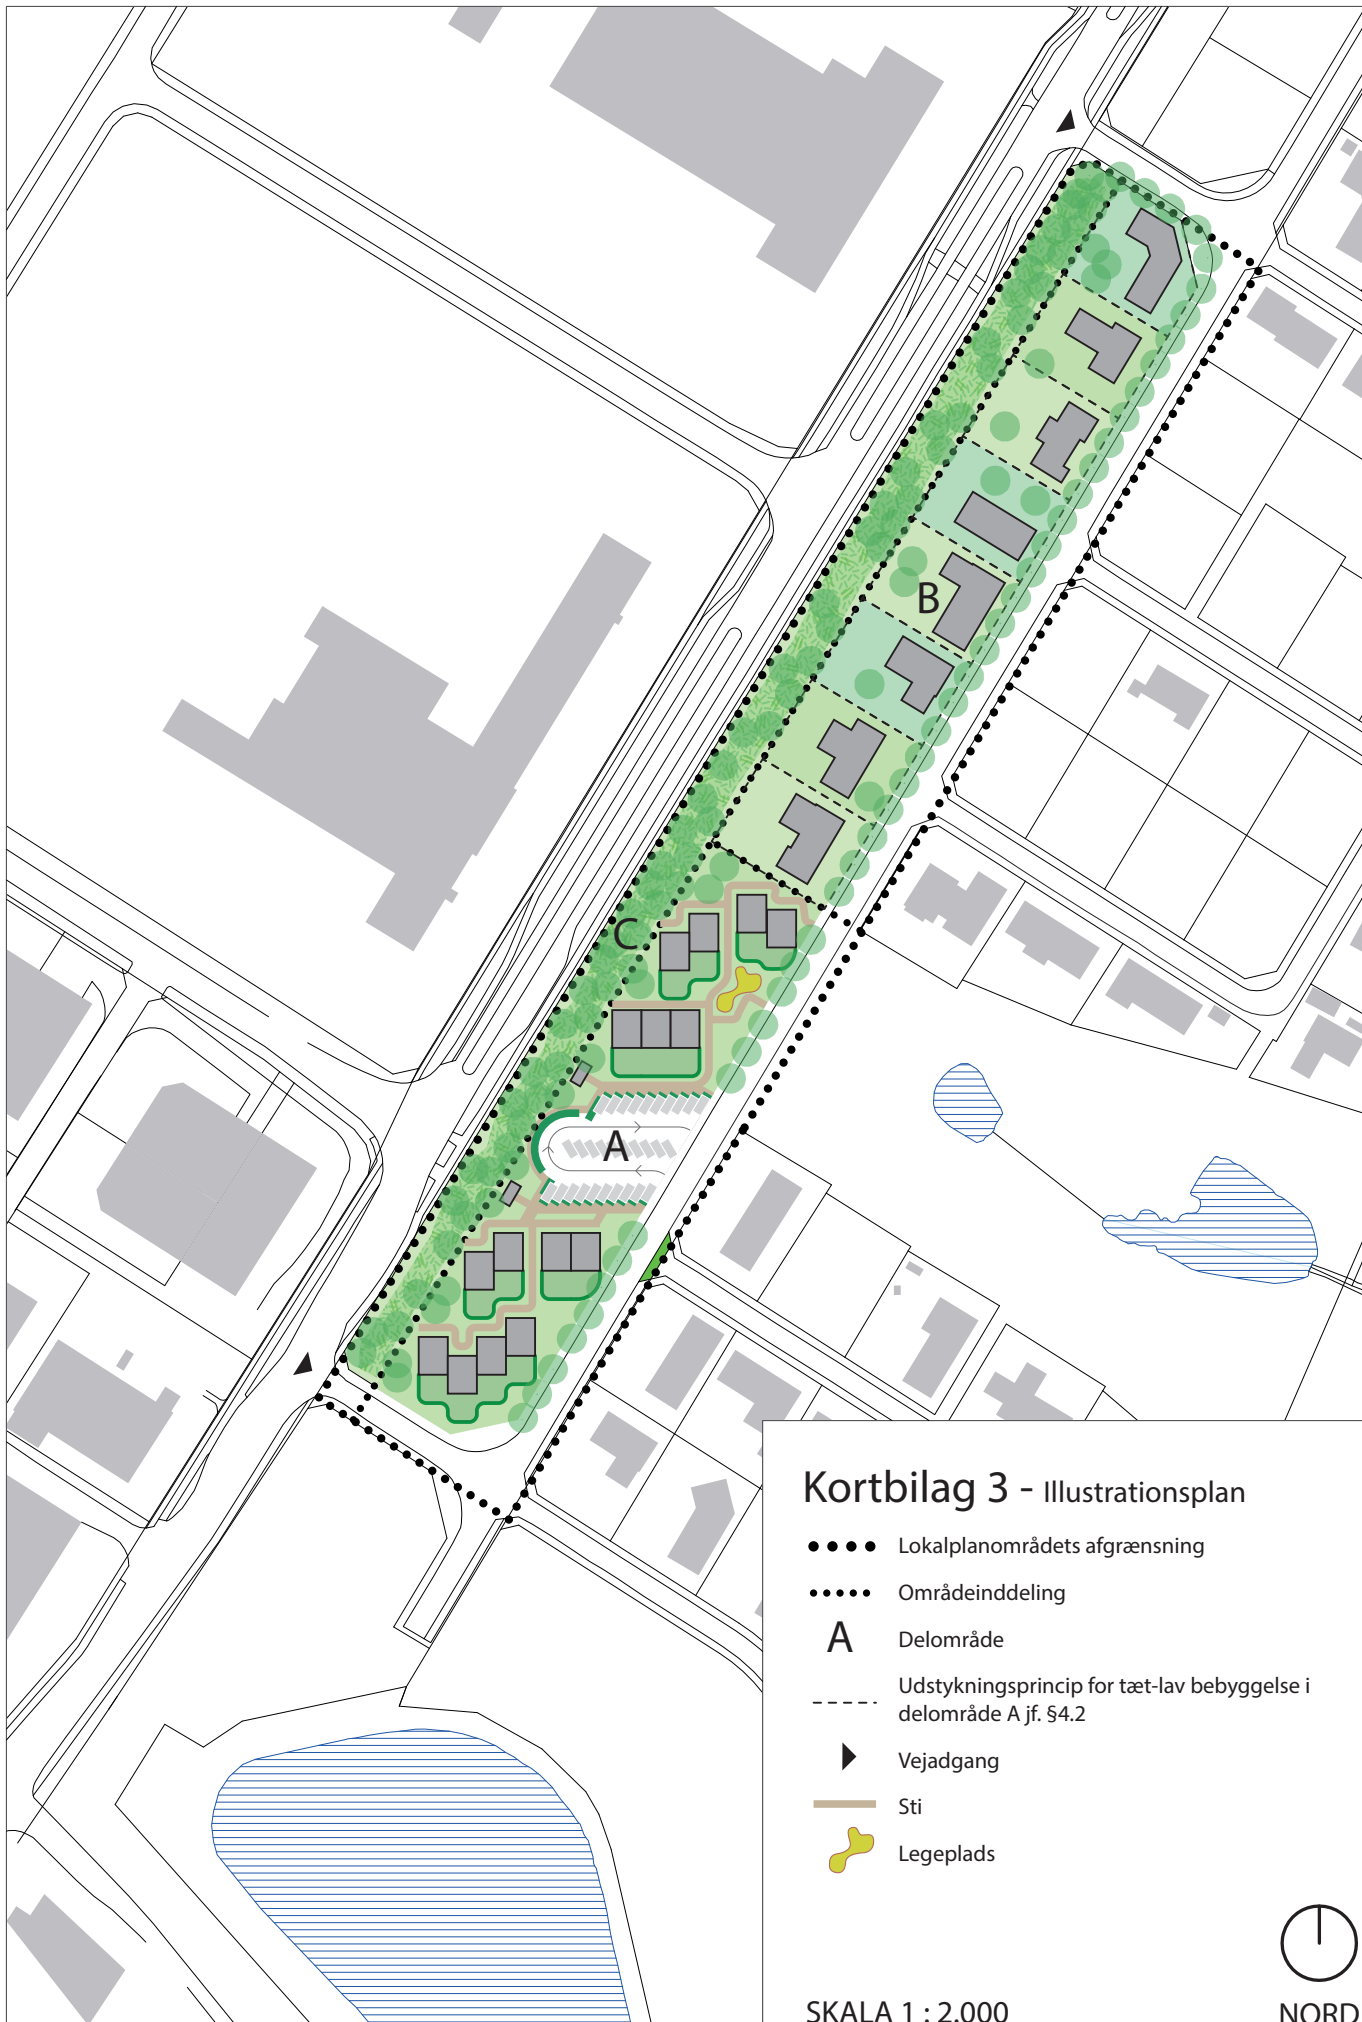 B
C
A
Kortbilag 3 - Illustrationsplan
Lokalplanområdets afgrænsning
Områdeinddeling
A Delområde
Udstykningsprincip for tæt-lav bebyggelse i
delområde A jf. §4.2
Vejadgang
Sti
Legeplads
SKALA 1 : 2.000
NORD